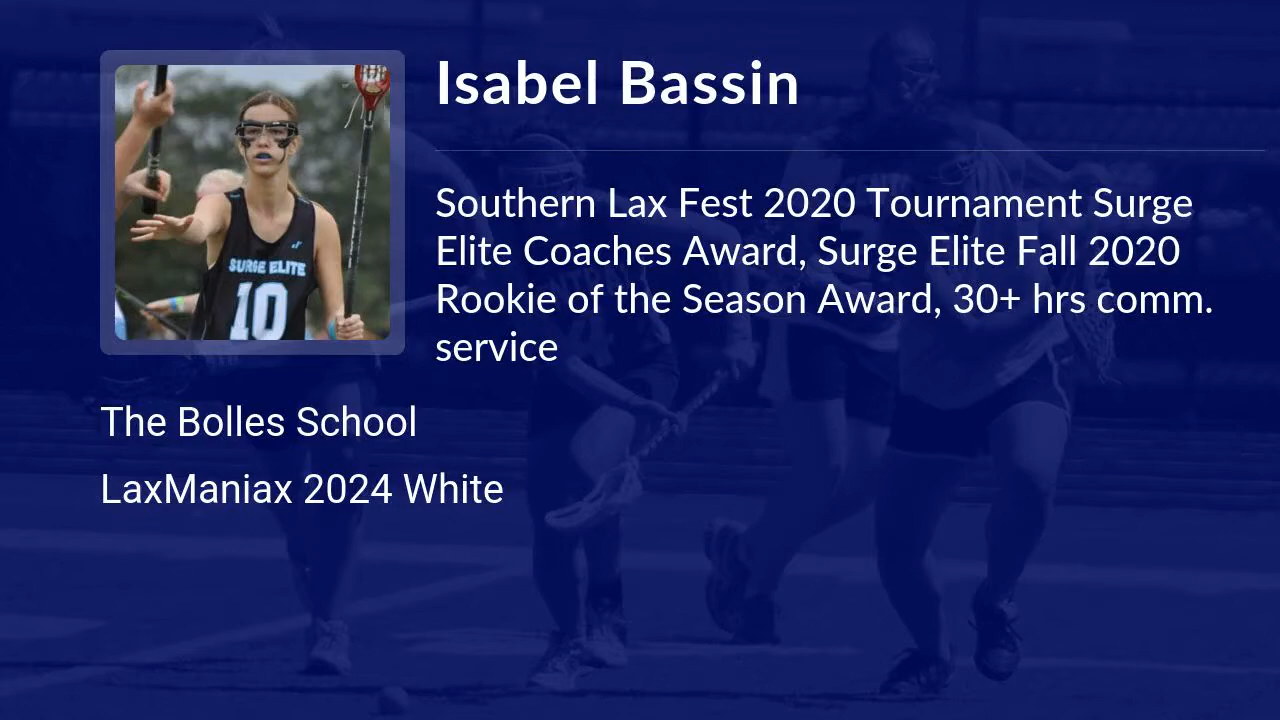 Isabel Bassin
Southern Lax Fest 2020 Tournament Surge
Elite Coaches Award, Surge Elite Fall 2020
Rookie of the Season Award, 30+ hrs comm.
service
SURGE ELITE
10
The Bolles School
LaxManiax 2024 White